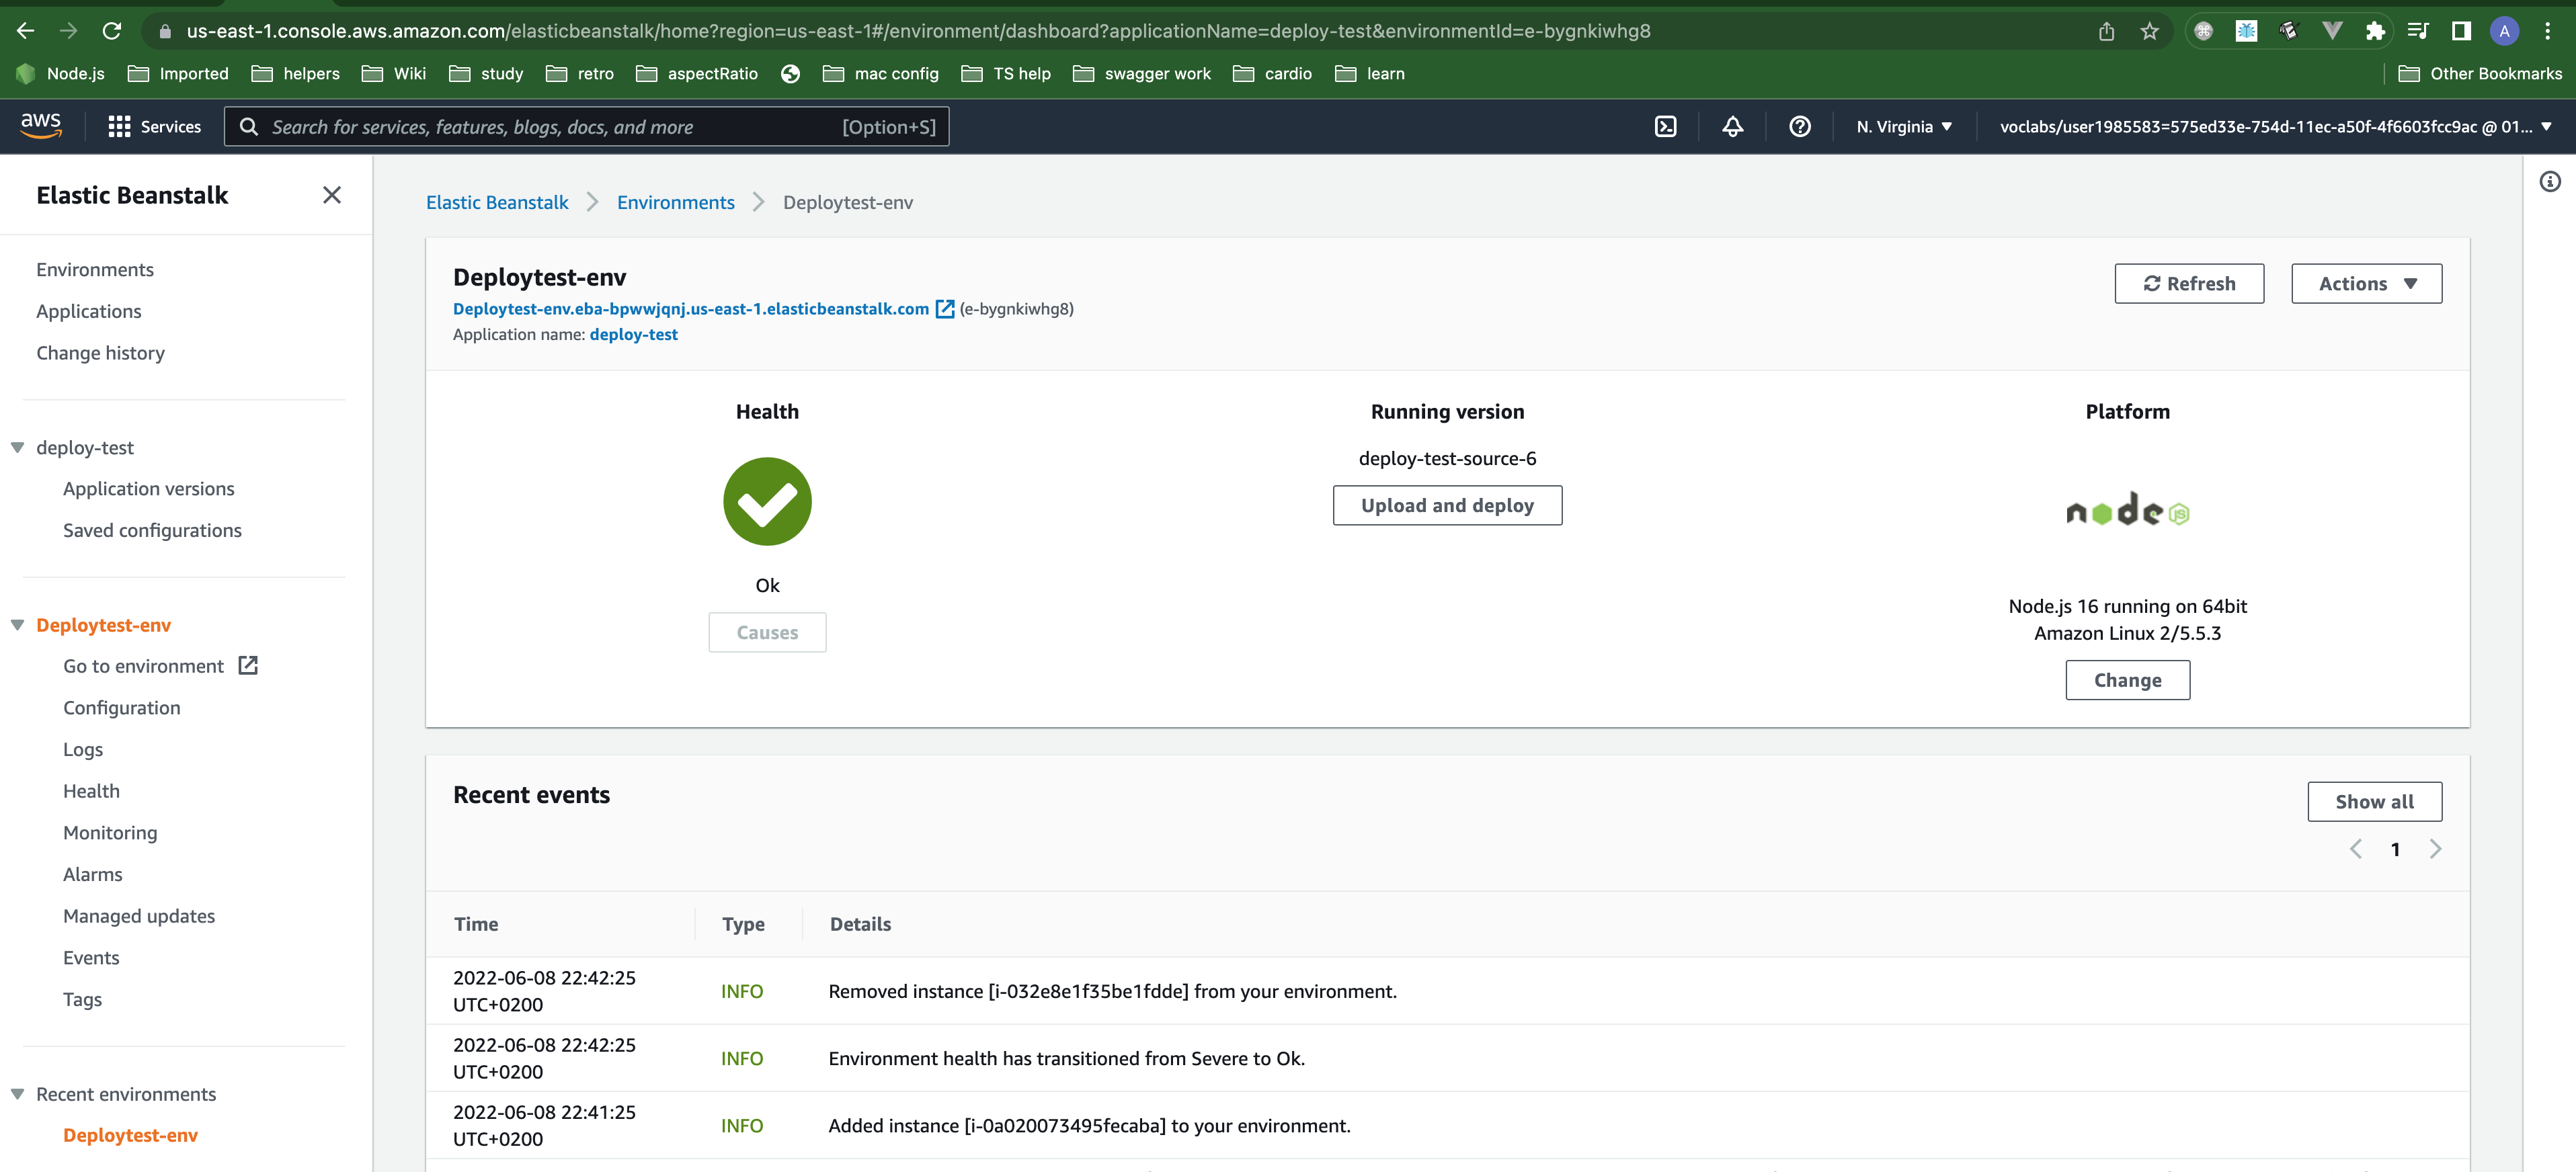 us-east-1.console.aws.amazon.com/elasticbeanstalk/home?region=us-east-1#/environment/dashboard?applicationName=deploy-test&environmentId=e-bygnkiwhg8
A
Node.js Imported helpers Wiki study retro aspectRatio mac config TS help swagger work cardio learn Other Bookmarks
aws Services Search for services, features, blogs, docs, and more [Option+S] N. Virginia voclabs/user1985583=575ed33e-754d-11ec-a50f-4f6603fcc9ac @ 01...
Elastic Beanstalk
Environments
Applications
Change history
deploy-test
Application versions
Saved configurations
Deploytest-env
Go to environment
Configuration
Logs
Health
Monitoring
Alarms
Managed updates
Events
Tags
Recent environments
Deploytest-env
Elastic Beanstalk Environments Deploytest-env
Deploytest-env
Deploytest-env.eba-bpwwjqnj.us-east-1.elasticbeanstalk.com (e-bygnkiwhg8)
Application name: deploy-test
Refresh
Actions
Health
Ok
Causes
Running version
deploy-test-source-6
Upload and deploy
Platform
node JS
Node.js 16 running on 64bit
Amazon Linux 2/5.5.3
Change
Recent events
Show all
1
Time Type Details
2022-06-08 22:42:25
UTC+0200
INFO
Removed instance [i-032e8e1f35be1fdde] from your environment.
2022-06-08 22:42:25
UTC+0200
INFO
Environment health has transitioned from Severe to Ok.
2022-06-08 22:41:25
UTC+0200
INFO
Added instance [i-0a020073495fecaba] to your environment.